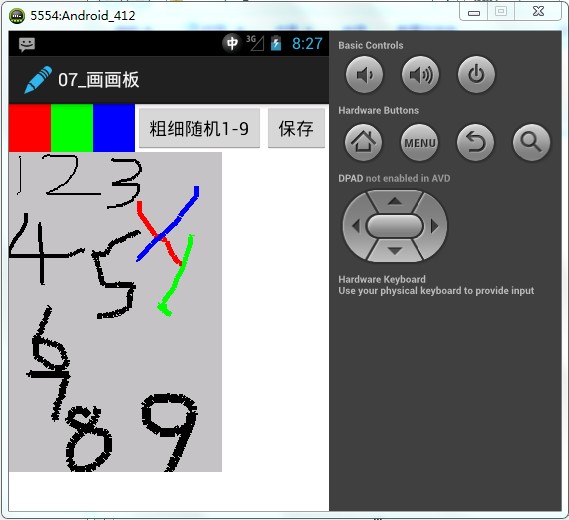 5554:Android_412
中 3G 8:27
07_画画板
粗细随机1-9 保存
1 2 3
4 5
6
7
8 9
Basic Controls
Hardware Buttons
MENU
DPAD not enabled in AVD
Hardware Keyboard
Use your physical keyboard to provide input